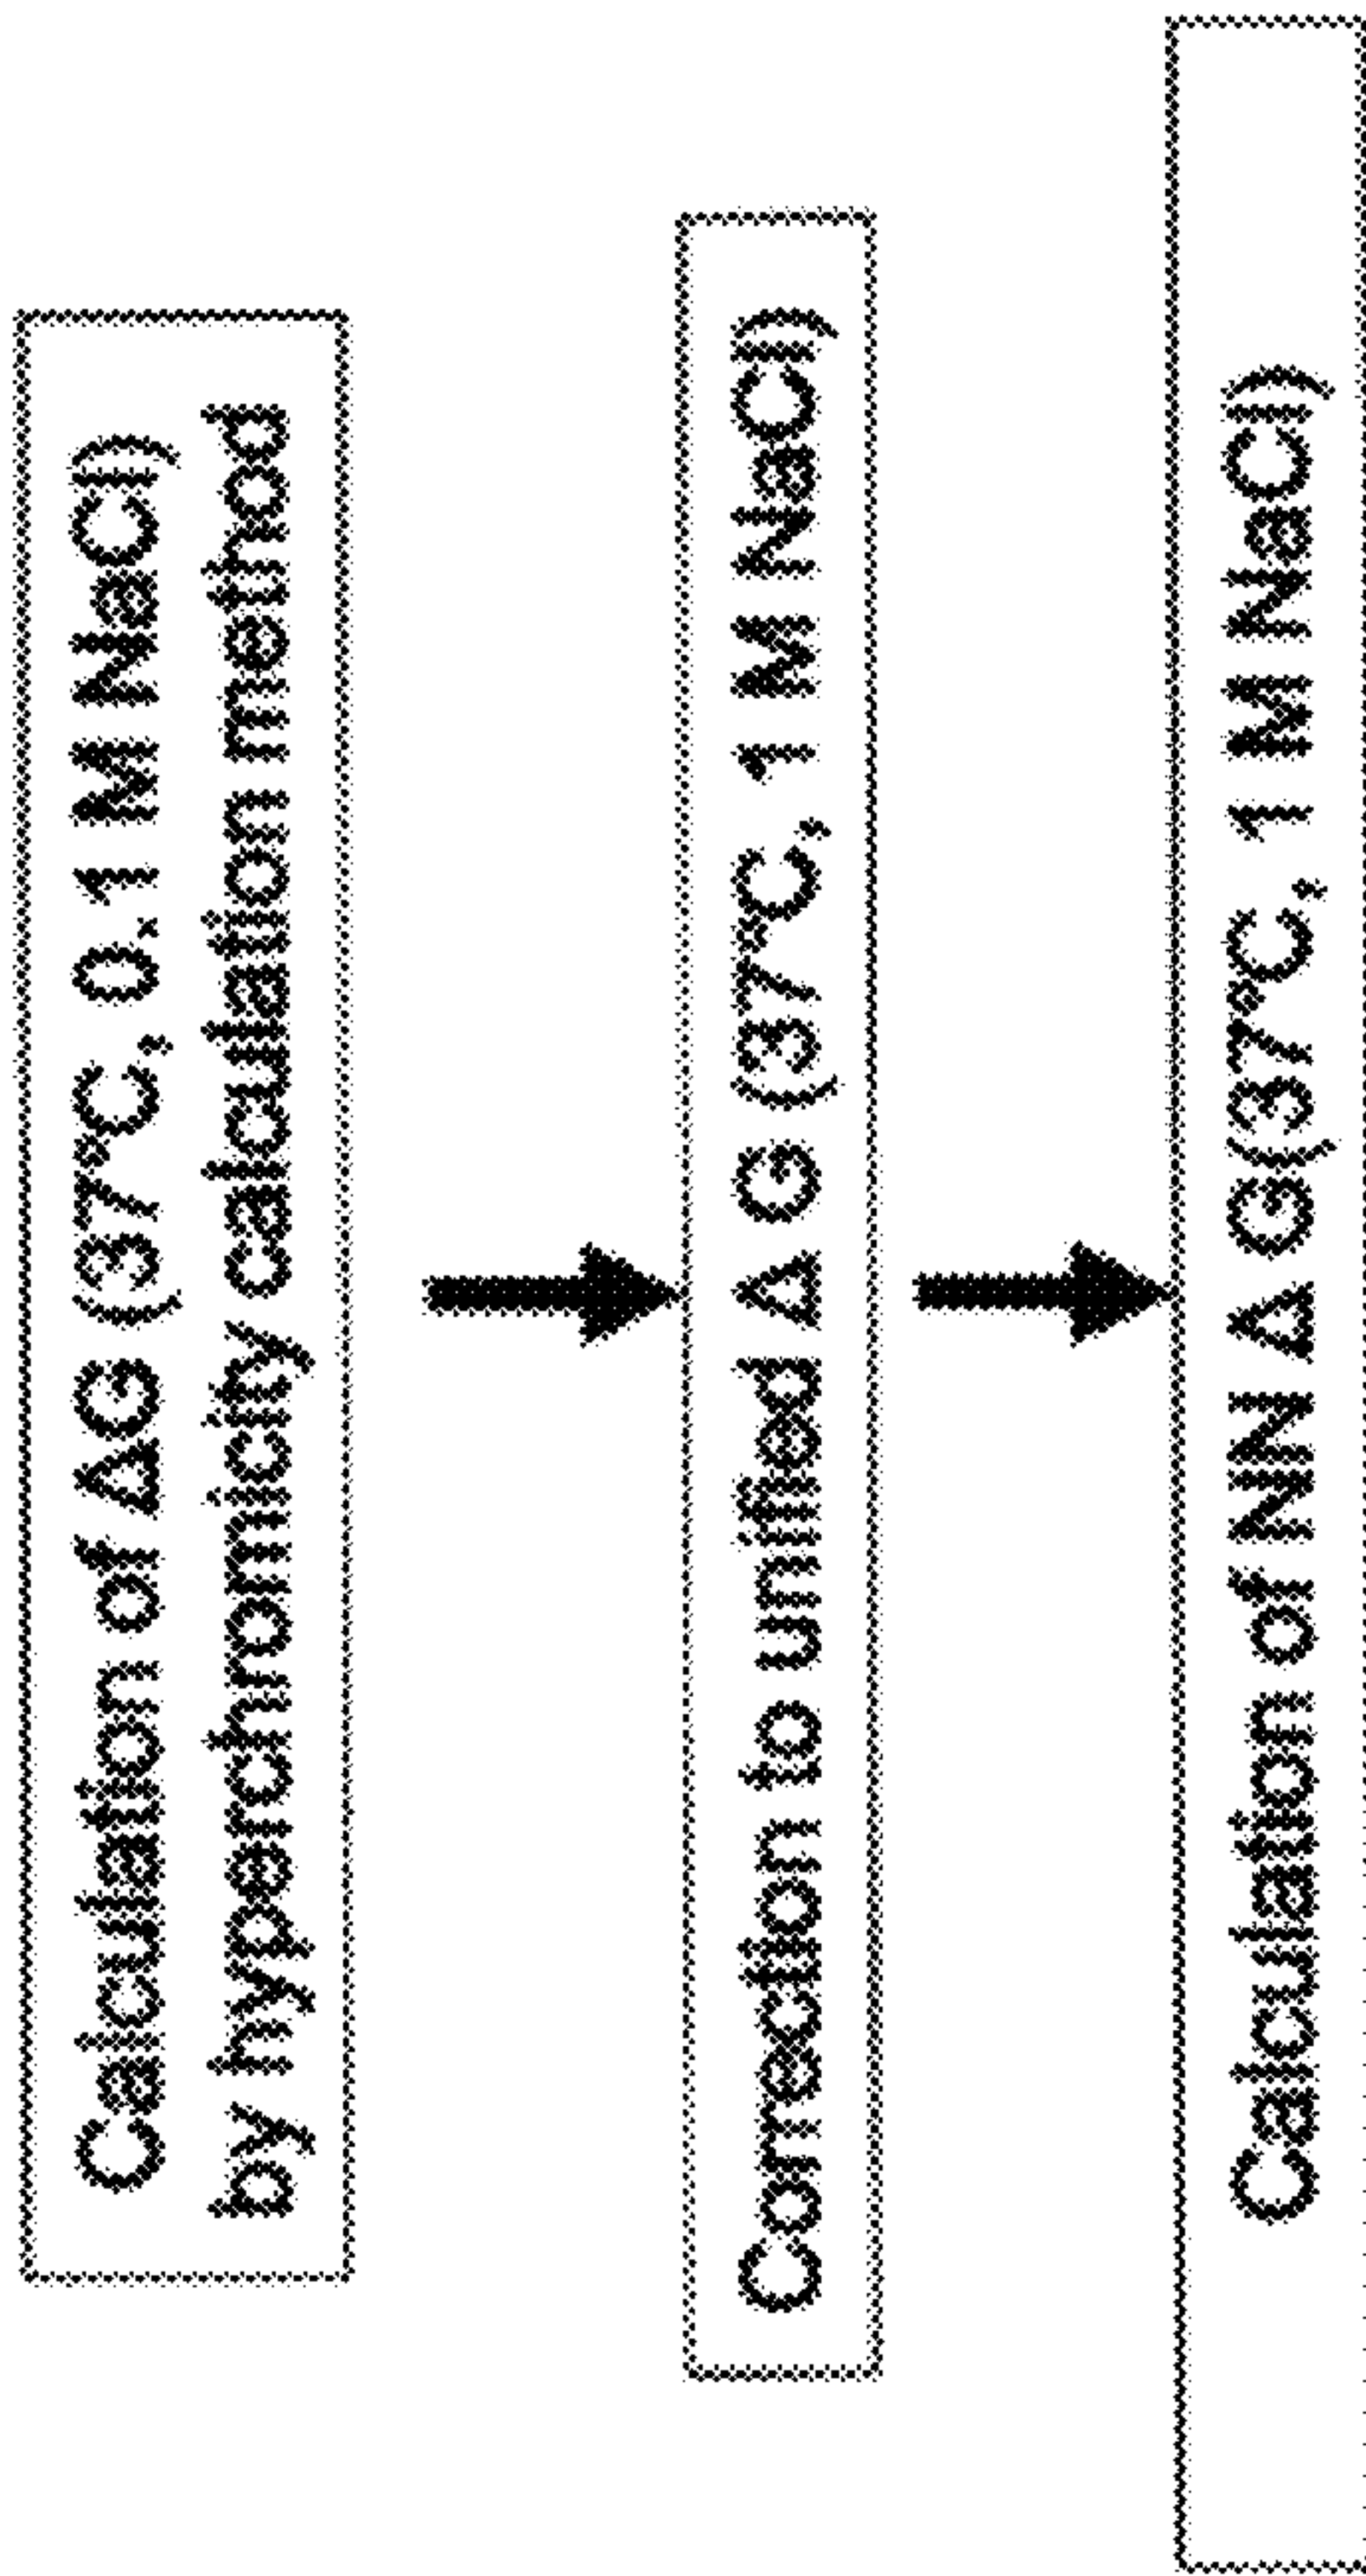 Calculation of ΔG (37°C, 0.1 M NaCl)
by hyperchromicity calculation method
Correction to unified Δ G (37°C, 1 M NaCl)
Calculation of NN Δ G(37°C, 1 M NaCl)